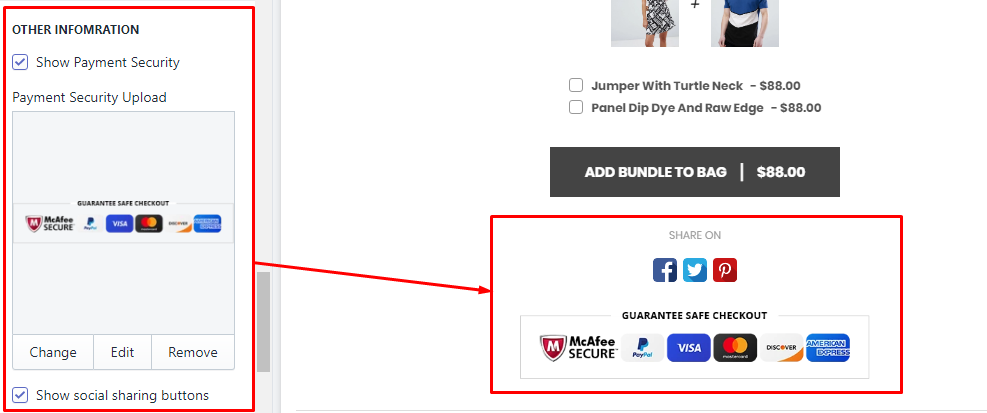 OTHER INFOMRATION
Show Payment Security
Payment Security Upload
GUARANTEE SAFE CHECKOUT
McAfee SECURE PayPal VISA mastercard DISCOVER AMERICAN EXPRESS
Change Edit Remove
Show social sharing buttons
+
Jumper With Turtle Neck - $88.00
Panel Dip Dye And Raw Edge - $88.00
ADD BUNDLE TO BAG | $88.00
SHARE ON
GUARANTEE SAFE CHECKOUT
McAfee SECURE PayPal VISA mastercard DISCOVER AMERICAN EXPRESS